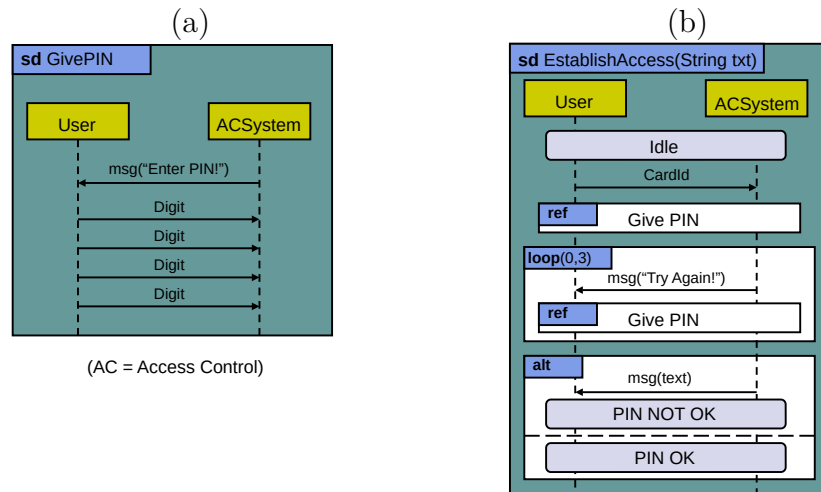 (a)
sd GivePIN
User
ACSystem
msg(“Enter PIN!”)
Digit
Digit
Digit
Digit
(AC = Access Control)
(b)
sd EstablishAccess(String txt)
User
ACSystem
Idle
CardId
ref
Give PIN
loop(0,3)
msg(“Try Again!”)
ref
Give PIN
alt
msg(text)
PIN NOT OK
PIN OK